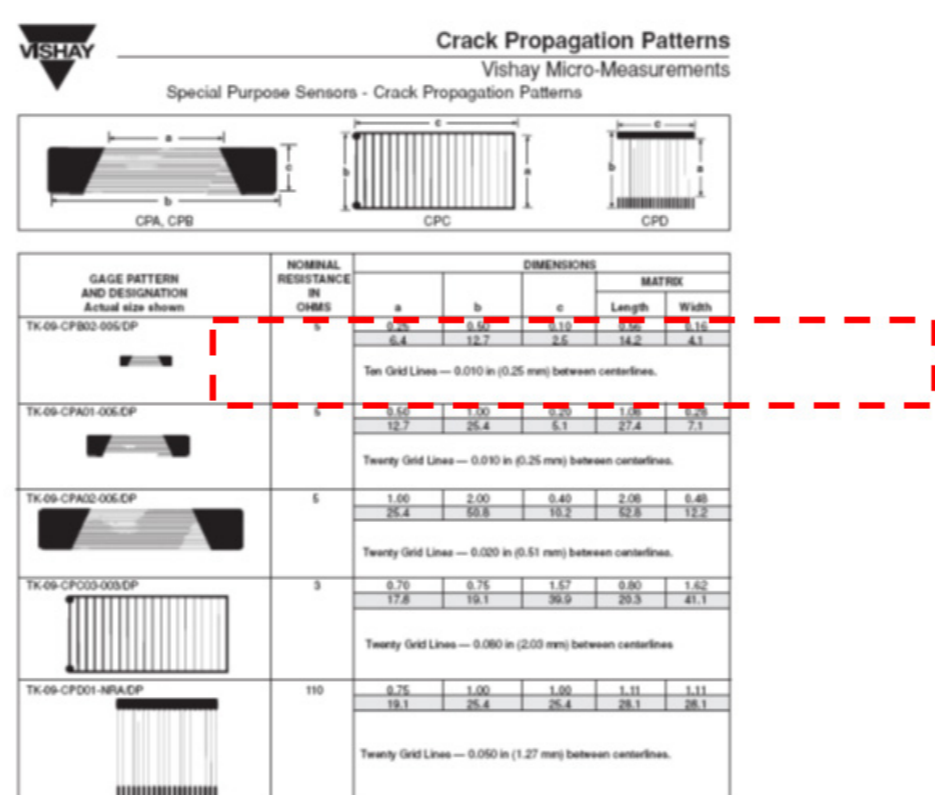 VISHAY
Crack Propagation Patterns
Vishay Micro-Measurements
Special Purpose Sensors - Crack Propagation Patterns
a
c
b
CPA, CPB
c
b
a
CPC
c
b
a
CPD
GAGE PATTERN
AND DESIGNATION
Actual size shown
NOMINAL
RESISTANCE
IN
OHMS
DIMENSIONS
MATRIX
a b c Length Width
TK-09-CPB02-005/DP 5 0.25 0.50 0.10 0.56 0.16
6.4 12.7 2.5 14.2 4.1
Ten Grid Lines — 0.010 in (0.25 mm) between centerlines.
TK-09-CPA01-005/DP 5 0.50 1.00 0.20 1.08 0.28
12.7 25.4 5.1 27.4 7.1
Twenty Grid Lines — 0.010 in (0.25 mm) between centerlines.
TK-09-CPA02-005/DP 5 1.00 2.00 0.40 2.08 0.48
25.4 50.8 10.2 52.8 12.2
Twenty Grid Lines — 0.020 in (0.51 mm) between centerlines.
TK-09-CPC03-003/DP 3 0.70 0.75 1.57 0.80 1.62
17.8 19.1 39.9 20.3 41.1
Twenty Grid Lines — 0.080 in (2.03 mm) between centerlines
TK-09-CPD01-NRA/DP 110 0.75 1.00 1.00 1.11 1.11
19.1 25.4 25.4 28.1 28.1
Twenty Grid Lines — 0.050 in (1.27 mm) between centerlines.